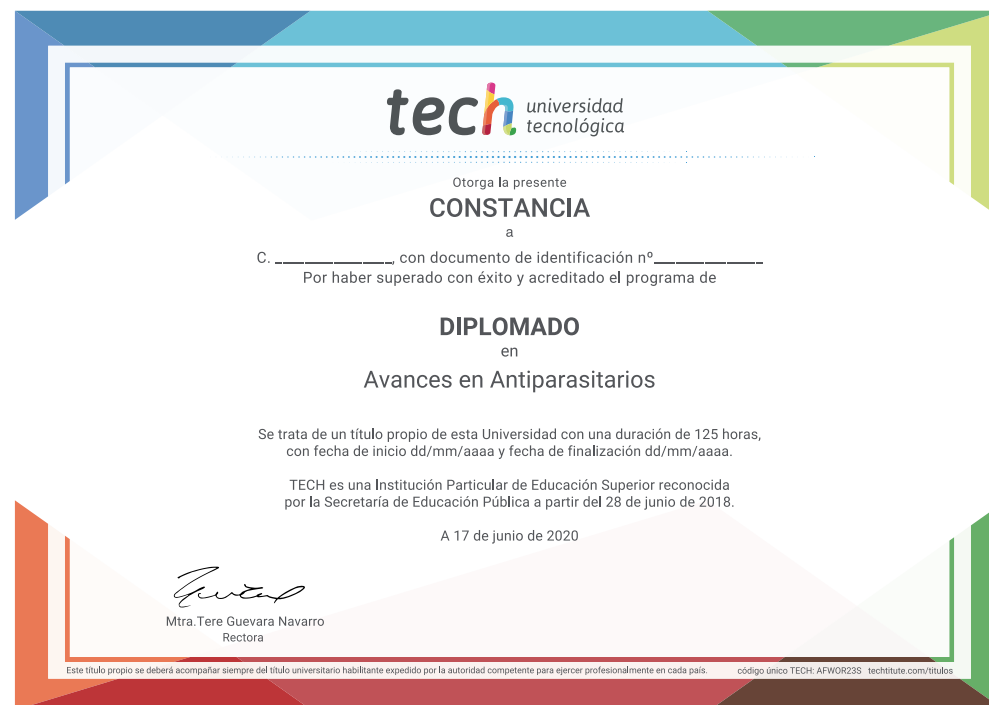 tech universidad
tecnológica
Otorga la presente
CONSTANCIA
a
C. ______________, con documento de identificación nº______________
Por haber superado con éxito y acreditado el programa de
DIPLOMADO
en
Avances en Antiparasitarios
Se trata de un título propio de esta Universidad con una duración de 125 horas,
con fecha de inicio dd/mm/aaaa y fecha de finalización dd/mm/aaaa.
TECH es una Institución Particular de Educación Superior reconocida
por la Secretaría de Educación Pública a partir del 28 de junio de 2018.
A 17 de junio de 2020
Mtra.Tere Guevara Navarro
Rectora
Este título propio se deberá acompañar siempre del título universitario habilitante expedido por la autoridad competente para ejercer profesionalmente en cada país. código único TECH: AFWOR23S techtitute.com/titulos